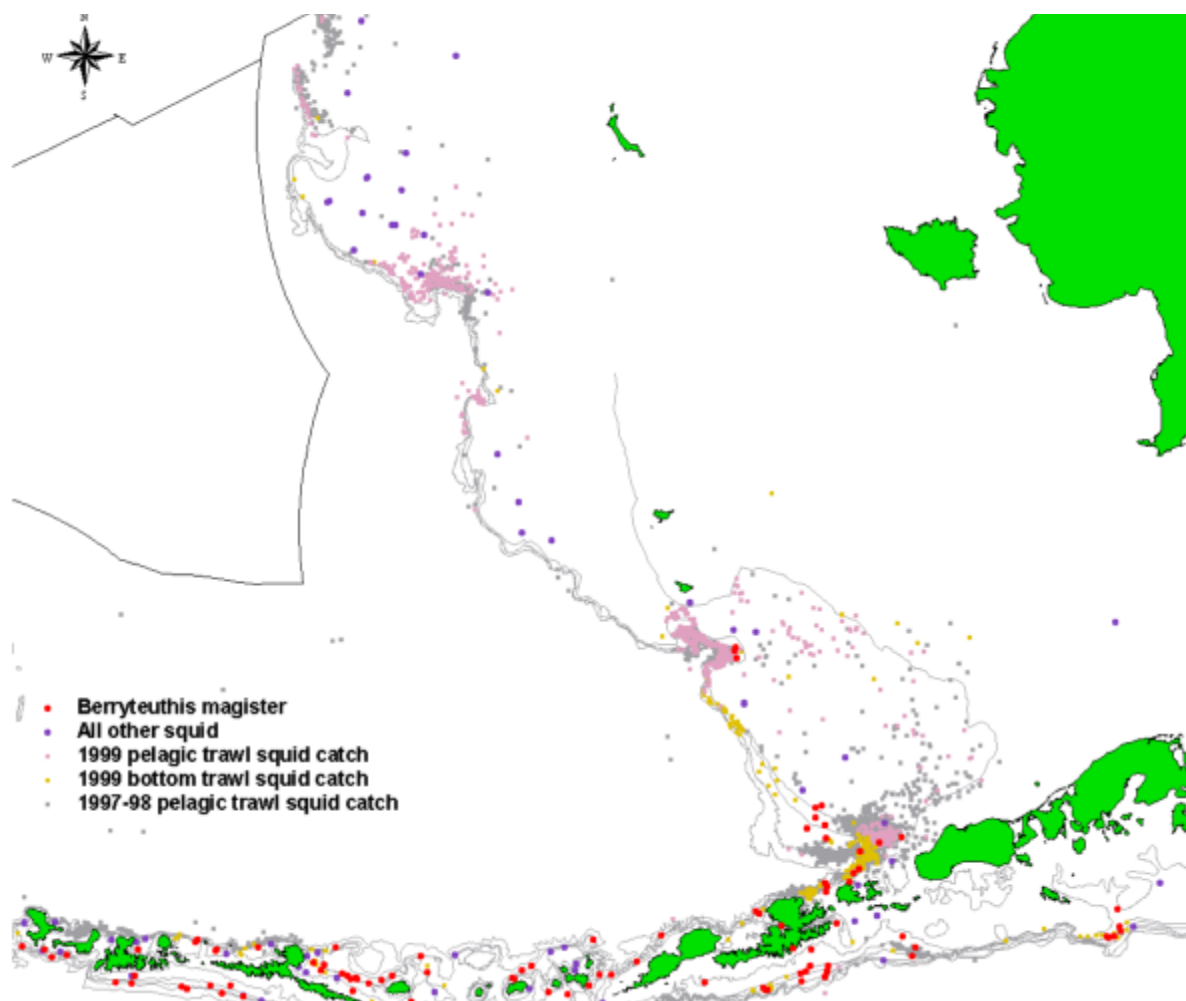 N
W E
S
Berryteuthis magister
All other squid
1999 pelagic trawl squid catch
1999 bottom trawl squid catch
1997-98 pelagic trawl squid catch